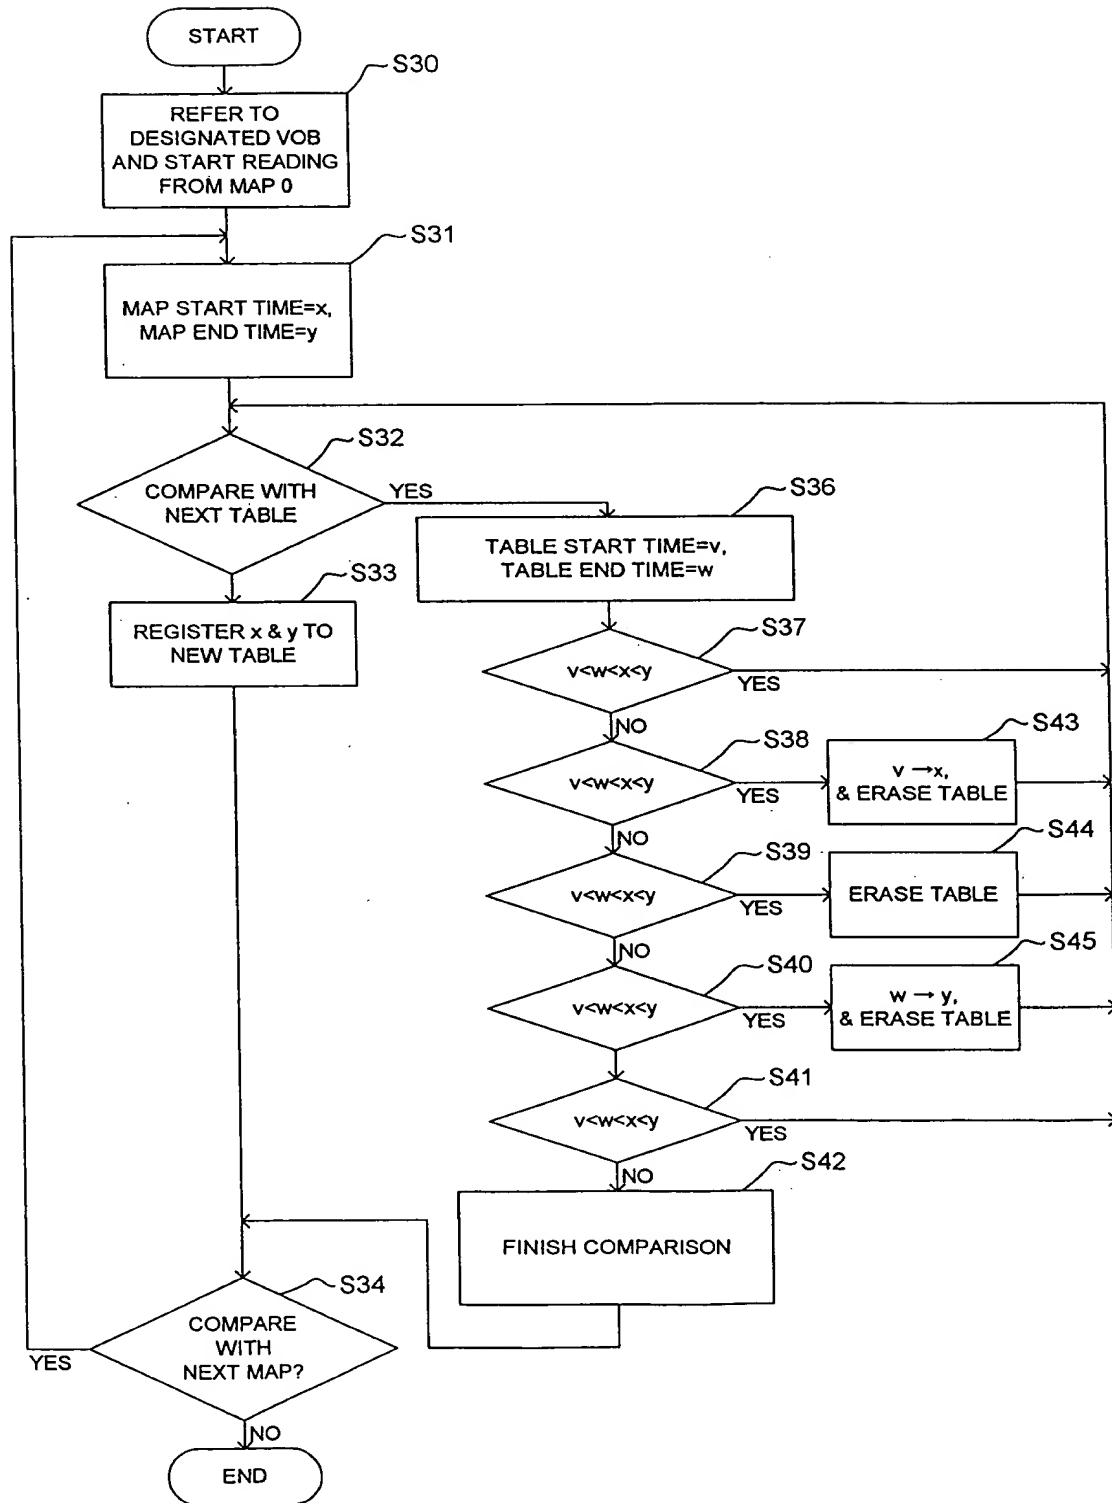 START
S30
REFER TO
DESIGNATED VOB
AND START READING
FROM MAP 0
S31
MAP START TIME=x,
MAP END TIME=y
S32
COMPARE WITH
NEXT TABLE
YES
S36
TABLE START TIME=v,
TABLE END TIME=w
S33
REGISTER x & y TO
NEW TABLE
S37
v<w<x<y
YES
NO
S38
v<w<x<y
YES
S43
v→x,
& ERASE TABLE
NO
S39
v<w<x<y
YES
S44
ERASE TABLE
NO
S40
v<w<x<y
YES
S45
w→y,
& ERASE TABLE
S41
v<w<x<y
YES
NO
S42
FINISH COMPARISON
S34
COMPARE
WITH
NEXT MAP?
YES
NO
END